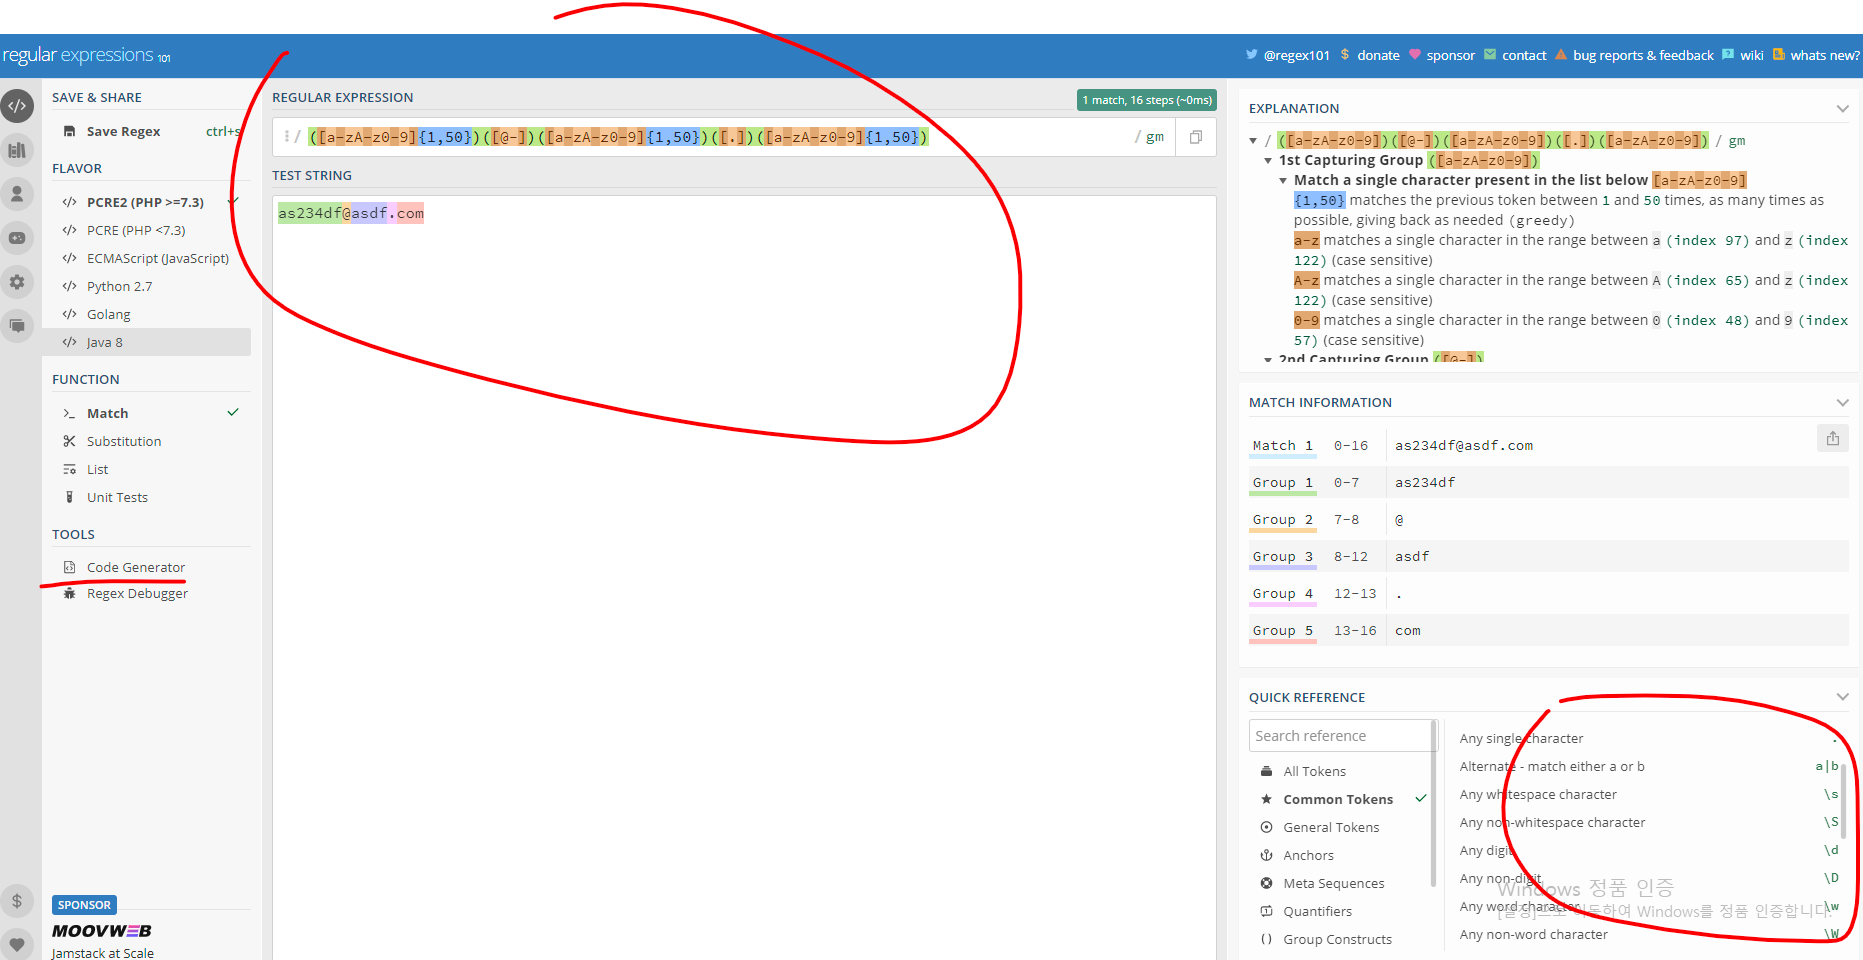 regular expressions 101
@regex101 $ donate sponsor contact bug reports & feedback wiki whats new?
SAVE & SHARE
Save Regex ctrl+s
FLAVOR
PCRE2 (PHP >=7.3)
PCRE (PHP <7.3)
ECMAScript (JavaScript)
Python 2.7
Golang
Java 8
FUNCTION
Match
Substitution
List
Unit Tests
TOOLS
Code Generator
Regex Debugger
SPONSOR
MOOVWEB
Jamstack at Scale
REGULAR EXPRESSION
1 match, 16 steps (~0ms)
/ ([a-zA-z0-9]{1,50})([@-])([a-zA-z0-9]{1,50})([.])([a-zA-z0-9]{1,50}) / gm
TEST STRING
as234df@asdf.com
EXPLANATION
/ ([a-zA-z0-9])([@-])([a-zA-z0-9])([.])([a-zA-z0-9]) / gm
1st Capturing Group ([a-zA-z0-9])
Match a single character present in the list below [a-zA-z0-9]
{1,50} matches the previous token between 1 and 50 times, as many times as
possible, giving back as needed (greedy)
a-z matches a single character in the range between a (index 97) and z (index
122) (case sensitive)
A-z matches a single character in the range between A (index 65) and z (index
122) (case sensitive)
0-9 matches a single character in the range between 0 (index 48) and 9 (index
57) (case sensitive)
2nd Capturing Group ([@-])
MATCH INFORMATION
Match 1 0-16 as234df@asdf.com
Group 1 0-7 as234df
Group 2 7-8 @
Group 3 8-12 asdf
Group 4 12-13 .
Group 5 13-16 com
QUICK REFERENCE
Search reference
All Tokens
Common Tokens
General Tokens
Anchors
Meta Sequences
Quantifiers
Group Constructs
Any single character .
Alternate - match either a or b a|b
Any whitespace character \s
Any non-whitespace character \S
Any digit \d
Any non-digit \D
Any word character \w
Any non-word character \W
Windows 정품 인증
[설정]으로 이동하여 Windows를 정품 인증합니다.